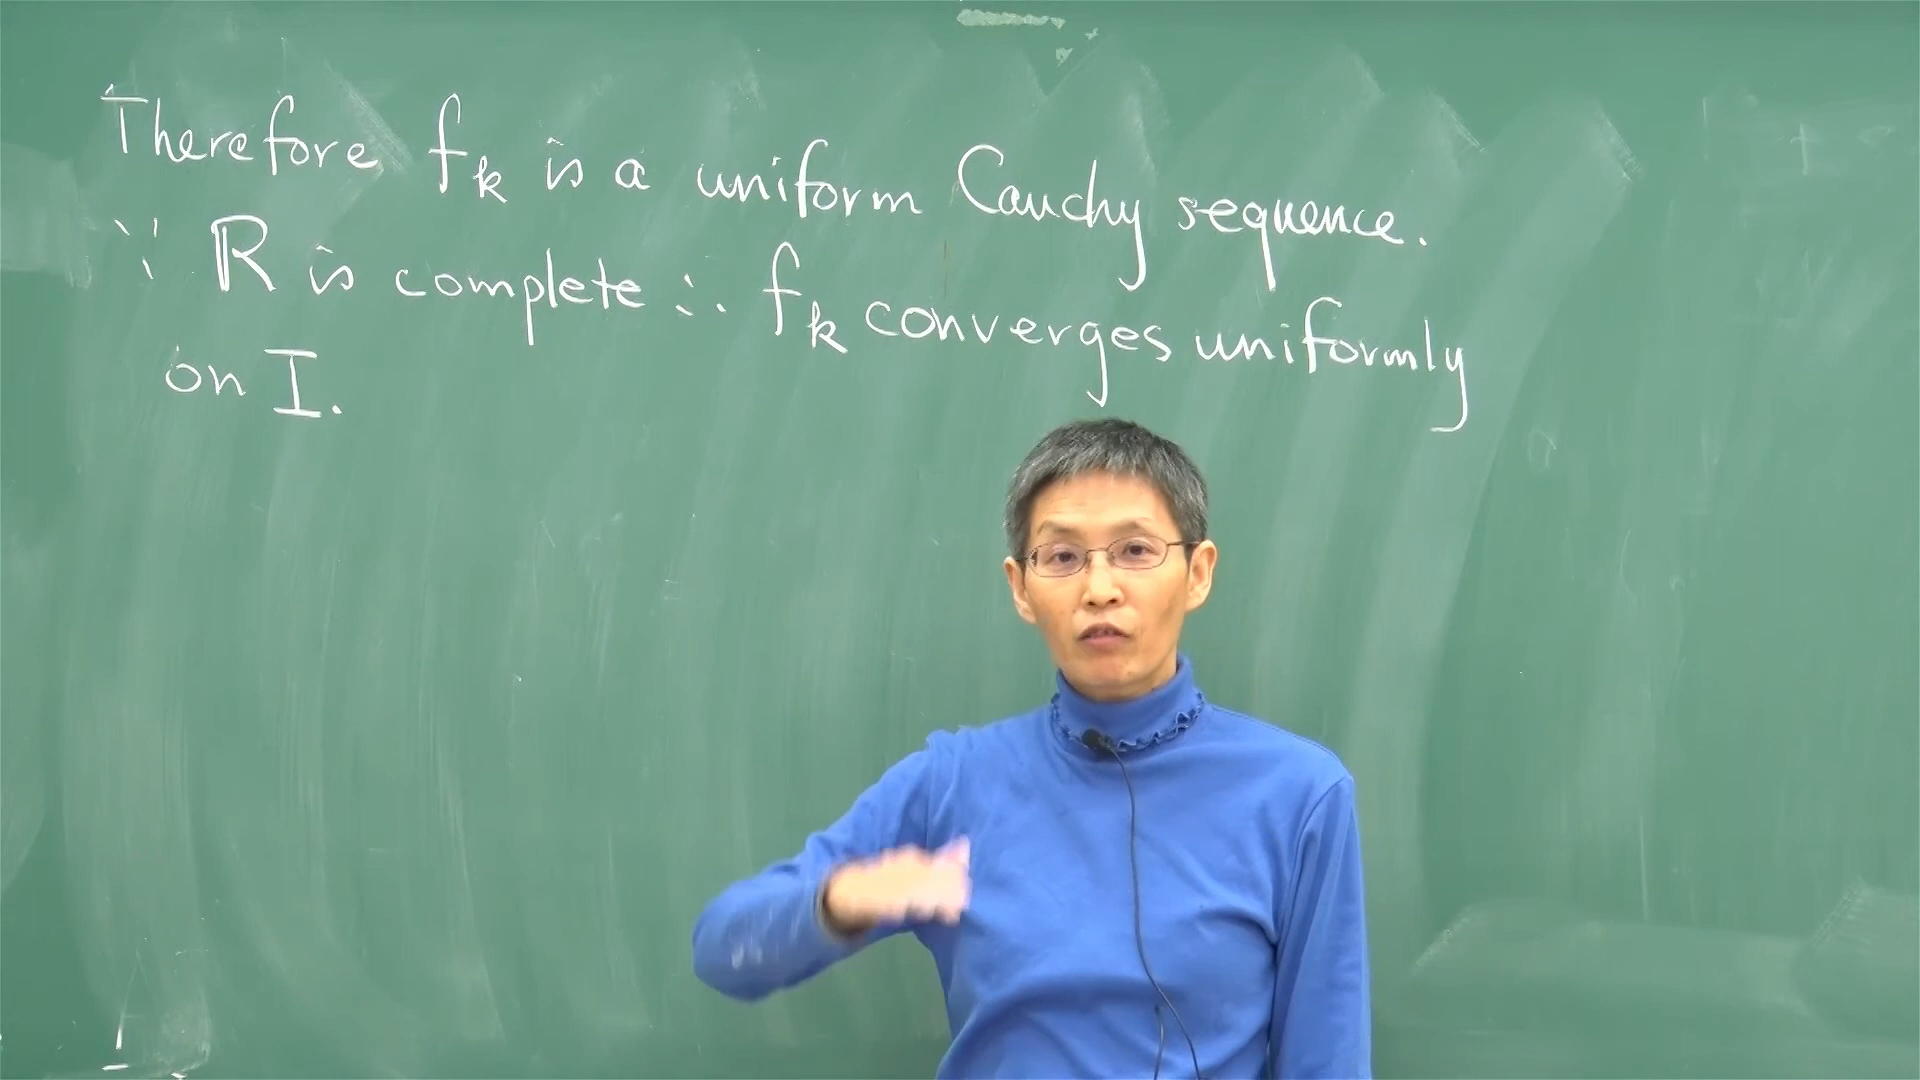 Therefore fk is a uniform Cauchy sequence.
∵ ℝ is complete ∴ fk converges uniformly
on I.